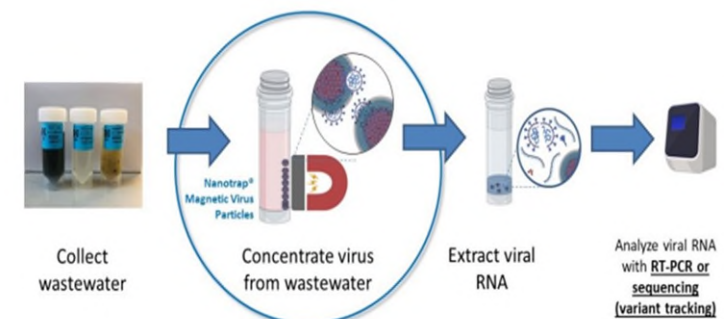 Nanotrap®
Magnetic Virus
Particles
Collect
wastewater
Concentrate virus
from wastewater
Extract viral
RNA
Analyze viral RNA
with RT-PCR or
sequencing
(variant tracking)